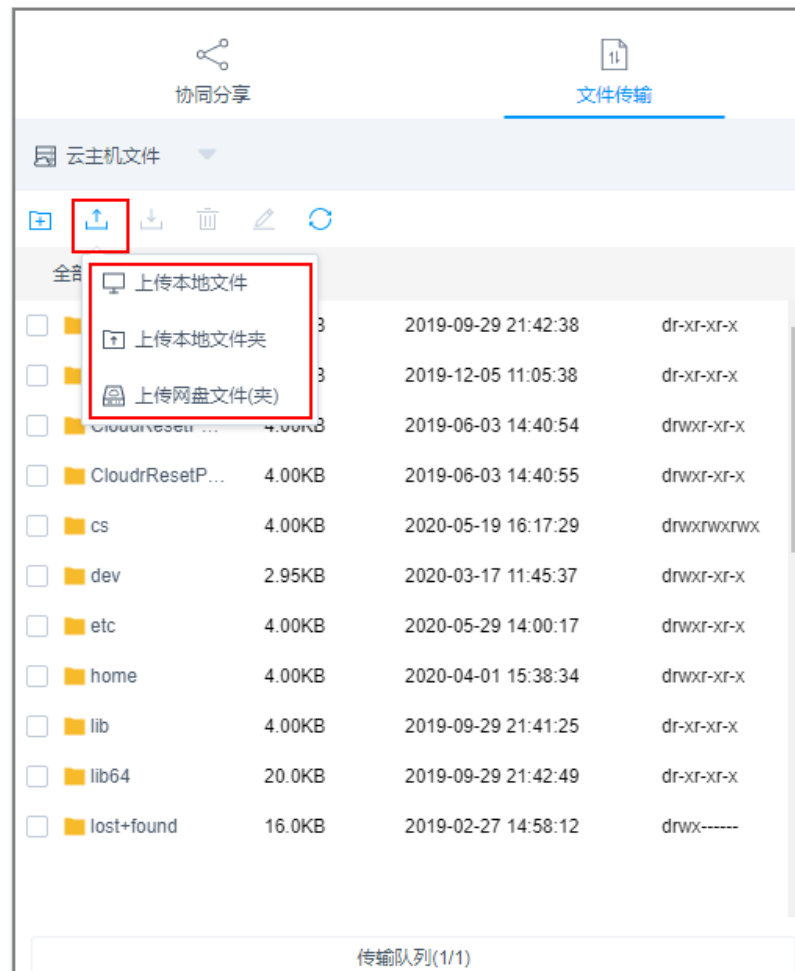 协同分享
文件传输
云主机文件
全部
上传本地文件
上传本地文件夹
上传网盘文件(夹)
2019-09-29 21:42:38 dr-xr-xr-x
2019-12-05 11:05:38 dr-xr-xr-x
CloudResetP... 4.00KB 2019-06-03 14:40:54 drwxr-xr-x
CloudrResetP... 4.00KB 2019-06-03 14:40:55 drwxr-xr-x
cs 4.00KB 2020-05-19 16:17:29 drwxrwxrwx
dev 2.95KB 2020-03-17 11:45:37 drwxr-xr-x
etc 4.00KB 2020-05-29 14:00:17 drwxr-xr-x
home 4.00KB 2020-04-01 15:38:34 drwxr-xr-x
lib 4.00KB 2019-09-29 21:41:25 dr-xr-xr-x
lib64 20.0KB 2019-09-29 21:42:49 dr-xr-xr-x
lost+found 16.0KB 2019-02-27 14:58:12 drwx------
传输队列(1/1)